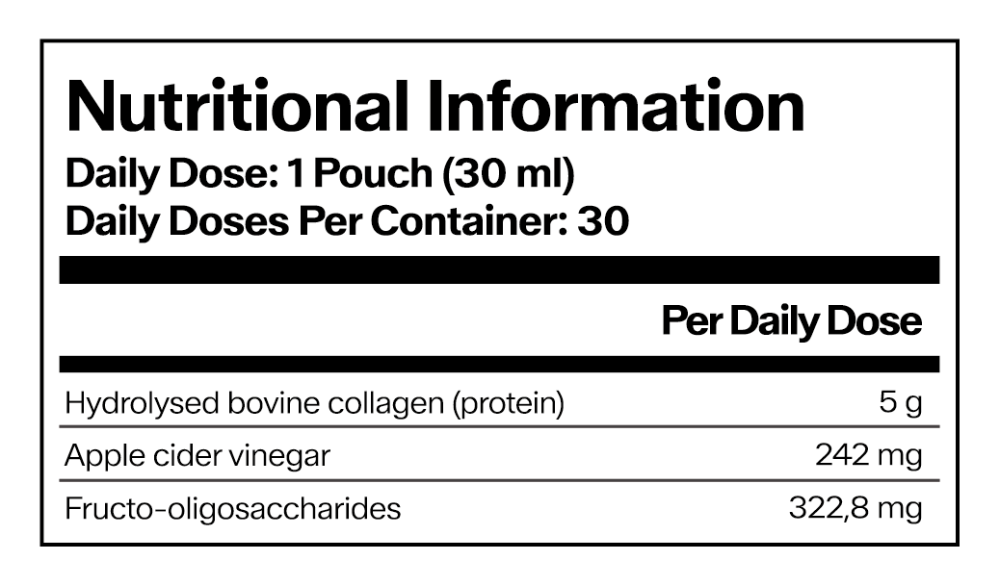 Nutritional Information
Daily Dose: 1 Pouch (30 ml)
Daily Doses Per Container: 30
Per Daily Dose
Hydrolysed bovine collagen (protein) 5 g
Apple cider vinegar 242 mg
Fructo-oligosaccharides 322,8 mg